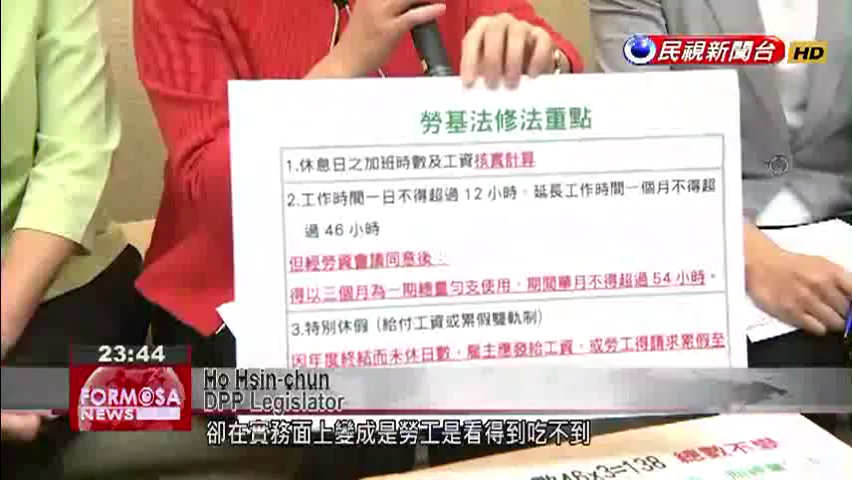 民視新聞台 HD
勞基法修法重點
1.休息日之加班時數及工資核實計算
2.工作時間一日不得超過12小時，延長工作時間一個月不得超
過46小時
但經勞資會議同意後
得以三個月為一期總量勻支使用，期間單月不得超過54小時。
3.特別休假（給付工資或累假雙軌制）
因年度終結而未休日數，雇主應發給工資，或勞工得請求累假至
23:44
FORMOSA
NEWS
Ho Hsin-chun
DPP Legislator
卻在實務面上變成是勞工是看得到吃不到
46x3=138 總數不變